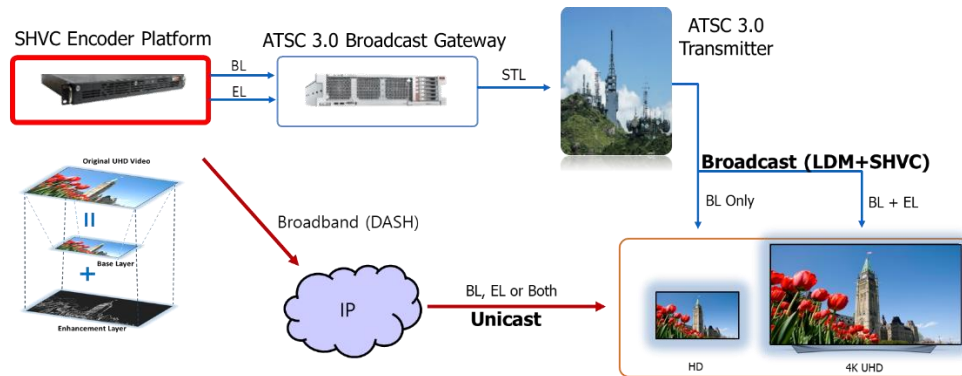 SHVC Encoder Platform
ATSC 3.0 Broadcast Gateway
ATSC 3.0
Transmitter
BL
EL
STL
Original UHD Video
Base Layer
Enhancement Layer
Broadband (DASH)
IP
BL, EL or Both
Unicast
Broadcast (LDM+SHVC)
BL Only
BL + EL
HD
4K UHD